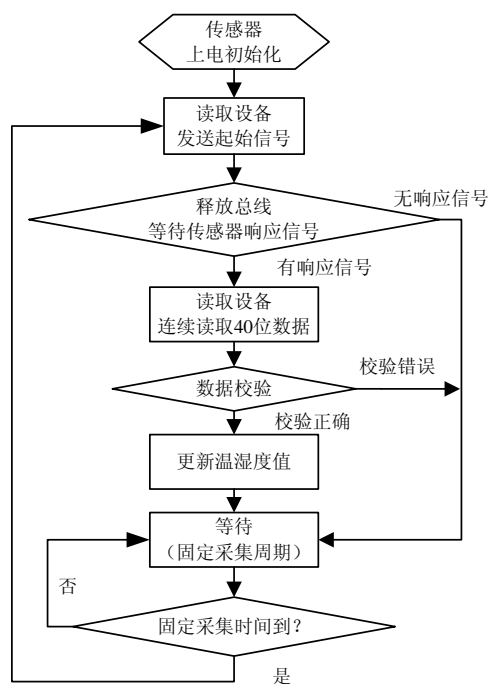 传感器
上电初始化
读取设备
发送起始信号
释放总线
等待传感器响应信号
无响应信号
有响应信号
读取设备
连续读取40位数据
数据校验
校验错误
校验正确
更新温湿度值
等待
（固定采集周期）
否
固定采集时间到？
是